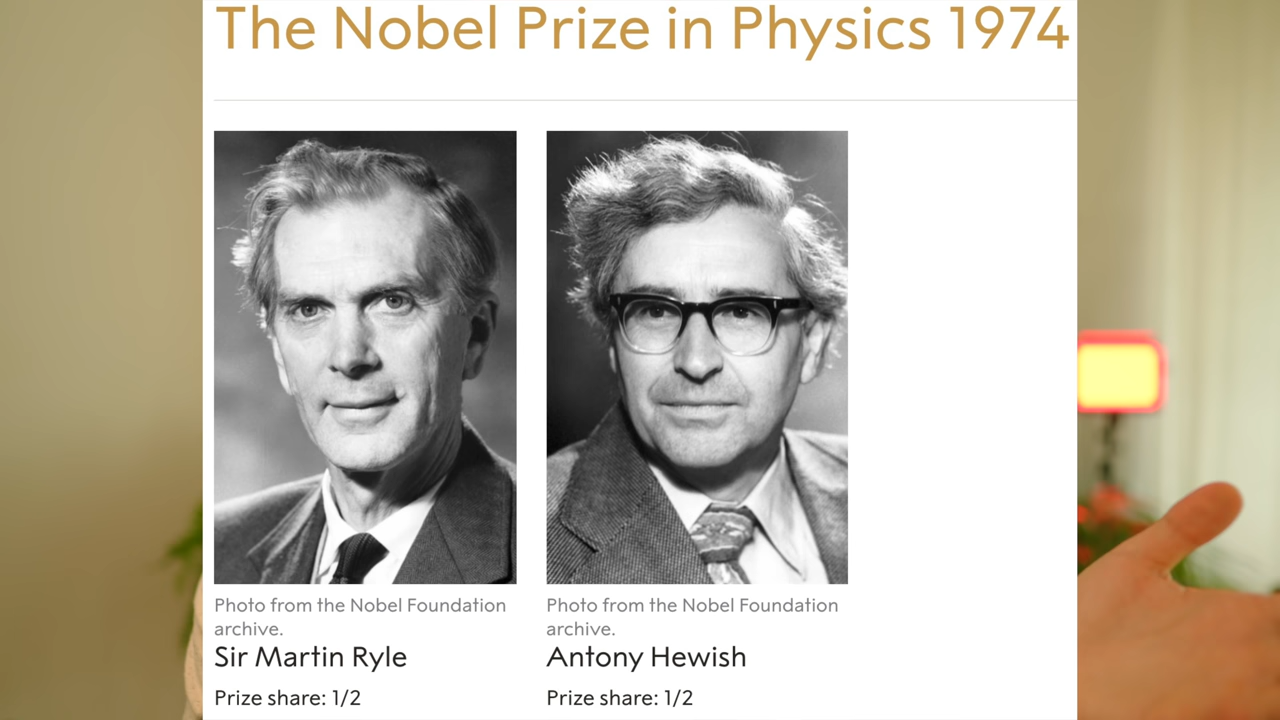 The Nobel Prize in Physics 1974
Photo from the Nobel Foundation
archive.
Sir Martin Ryle
Prize share: 1/2
Photo from the Nobel Foundation
archive.
Antony Hewish
Prize share: 1/2